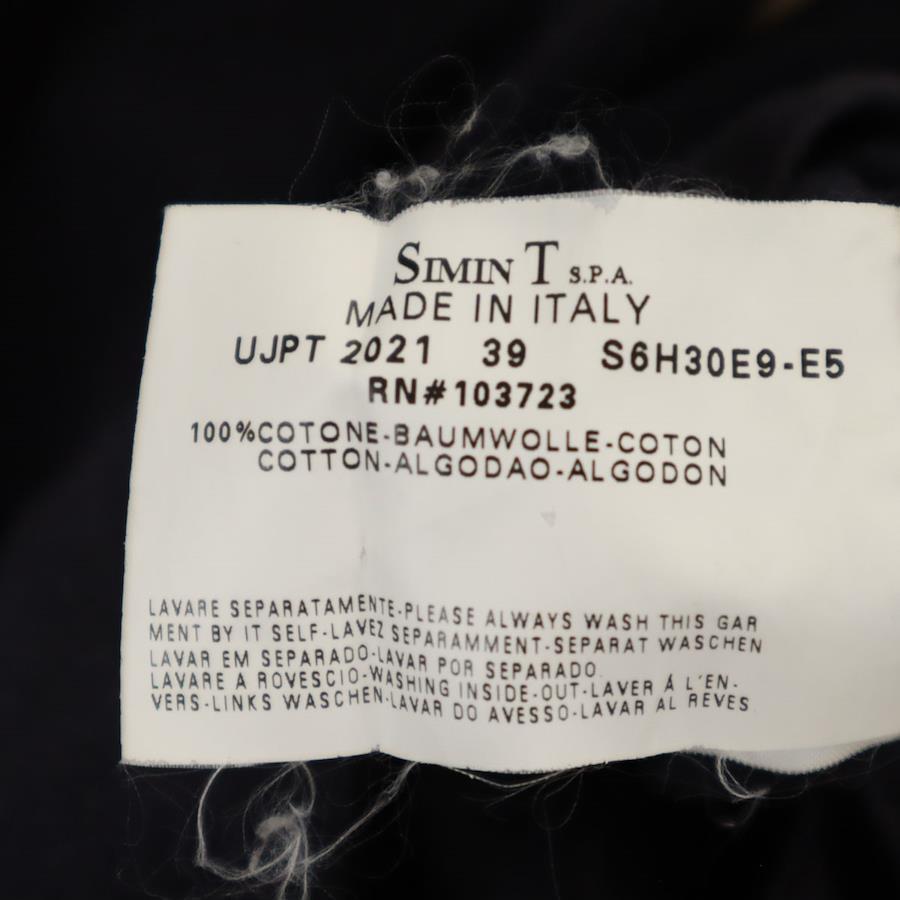 SIMIN T S.P.A.
MADE IN ITALY
UJPT 2021 39 S6H30E9-E5
RN#103723
100%COTONE-BAUMWOLLE-COTON
COTTON-ALGODAO-ALGODON
LAVARE SEPARATAMENTE-PLEASE ALWAYS WASH THIS GAR
MENT BY IT SELF-LAVEZ SEPARAMMENT-SEPARAT WASCHEN
LAVAR EM SEPARADO-LAVAR POR SEPARADO.
LAVARE A ROVESCIO-WASHING INSIDE-OUT-LAVER Á L'EN-
VERS-LINKS WASCHEN-LAVAR DO AVESSO-LAVAR AL REVES